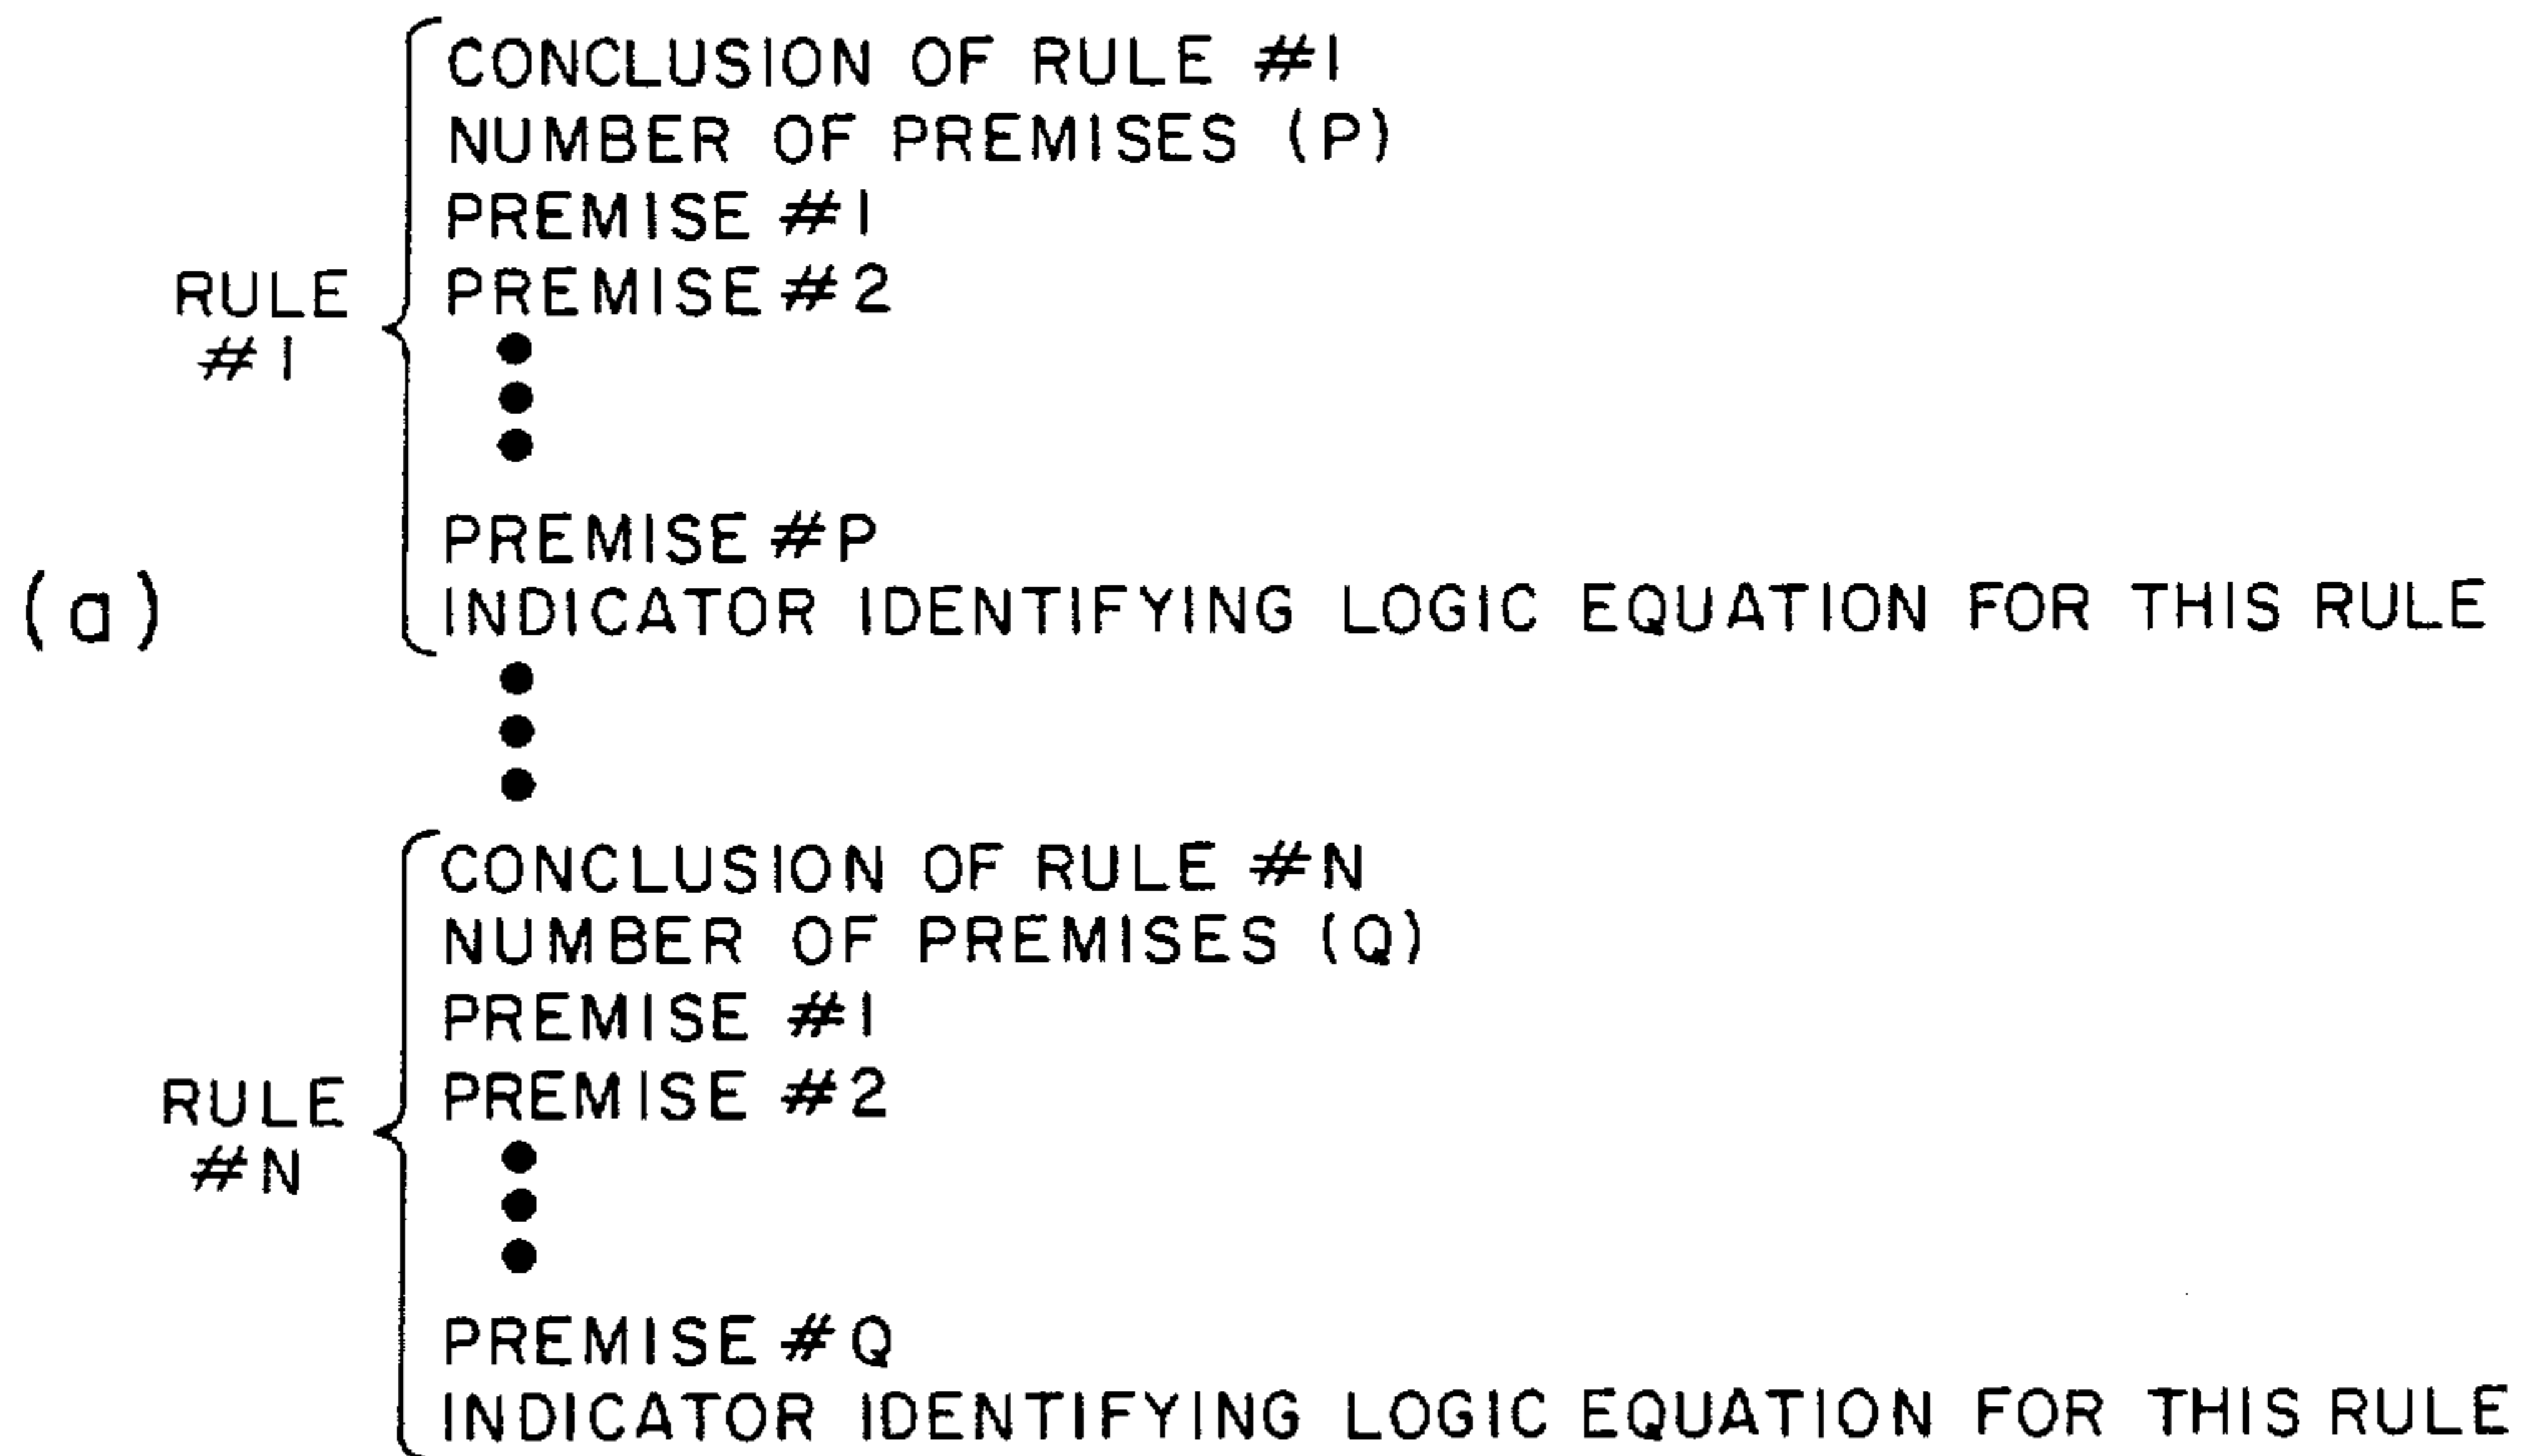 CONCLUSION OF RULE #1
NUMBER OF PREMISES (P)
PREMISE #1
PREMISE #2
RULE
#1
PREMISE #P
(a)
INDICATOR IDENTIFYING LOGIC EQUATION FOR THIS RULE
CONCLUSION OF RULE #N
NUMBER OF PREMISES (Q)
PREMISE #1
PREMISE #2
RULE
#N
PREMISE #Q
INDICATOR IDENTIFYING LOGIC EQUATION FOR THIS RULE